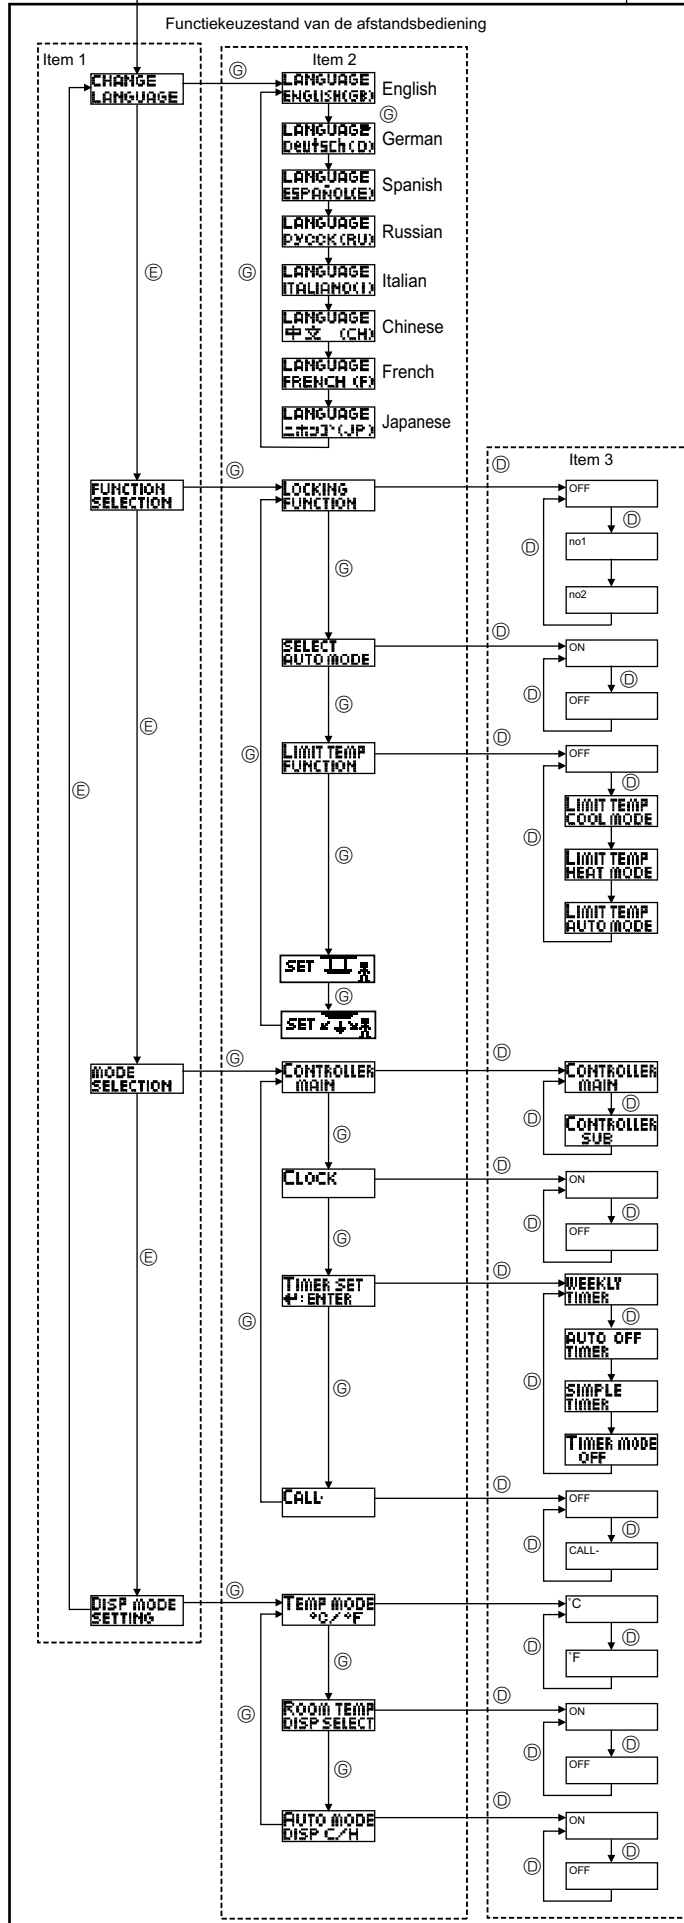 Functiekeuzestand van de afstandsbediening
Item 1
Item 2
CHANGE
LANGUAGE
Ⓖ
LANGUAGE
ENGLISH(GB)
English
Ⓖ
LANGUAGE
Deutsch(D)
German
LANGUAGE
ESPAÑOL(E)
Spanish
LANGUAGE
РУССК(RU)
Russian
Ⓔ
Ⓖ
LANGUAGE
ITALIANO(I)
Italian
LANGUAGE
中文 (CH)
Chinese
LANGUAGE
FRENCH (F)
French
LANGUAGE
ニホンゴ(JP)
Japanese
Item 3
FUNCTION
SELECTION
Ⓖ
LOCKING
FUNCTION
Ⓓ
OFF
Ⓓ
no1
Ⓓ
no2
Ⓖ
SELECT
AUTO MODE
Ⓓ
ON
Ⓓ
Ⓓ
OFF
Ⓖ
Ⓔ
Ⓖ
LIMIT TEMP
FUNCTION
Ⓓ
OFF
Ⓓ
Ⓔ
LIMIT TEMP
COOL MODE
Ⓓ
LIMIT TEMP
HEAT MODE
LIMIT TEMP
AUTO MODE
Ⓖ
SET
Ⓖ
SET
MODE
SELECTION
Ⓖ
CONTROLLER
MAIN
Ⓓ
CONTROLLER
MAIN
Ⓓ
Ⓓ
CONTROLLER
SUB
Ⓖ
CLOCK
Ⓓ
ON
Ⓓ
Ⓓ
OFF
Ⓖ
Ⓔ
TIMER SET
↵:ENTER
Ⓓ
WEEKLY
TIMER
Ⓓ
Ⓖ
AUTO OFF
TIMER
Ⓓ
SIMPLE
TIMER
Ⓖ
TIMER MODE
OFF
CALL-
Ⓓ
OFF
Ⓓ
Ⓓ
CALL-
DISP MODE
SETTING
Ⓖ
TEMP MODE
°C/°F
Ⓓ
°C
Ⓓ
Ⓓ
°F
Ⓖ
Ⓖ
ROOM TEMP
DISP SELECT
Ⓓ
ON
Ⓓ
Ⓓ
OFF
Ⓖ
AUTO MODE
DISP C/H
Ⓓ
ON
Ⓓ
Ⓓ
OFF